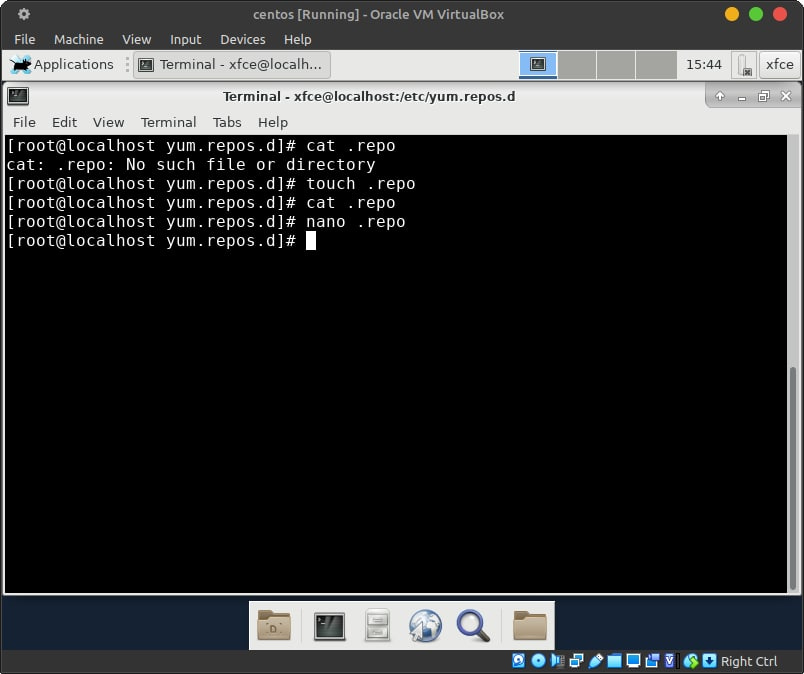 centos [Running] - Oracle VM VirtualBox
File Machine View Input Devices Help
Applications Terminal - xfce@localh... 15:44 xfce
Terminal - xfce@localhost:/etc/yum.repos.d
File Edit View Terminal Tabs Help
[root@localhost yum.repos.d]# cat .repo
cat: .repo: No such file or directory
[root@localhost yum.repos.d]# touch .repo
[root@localhost yum.repos.d]# cat .repo
[root@localhost yum.repos.d]# nano .repo
[root@localhost yum.repos.d]#
Right Ctrl